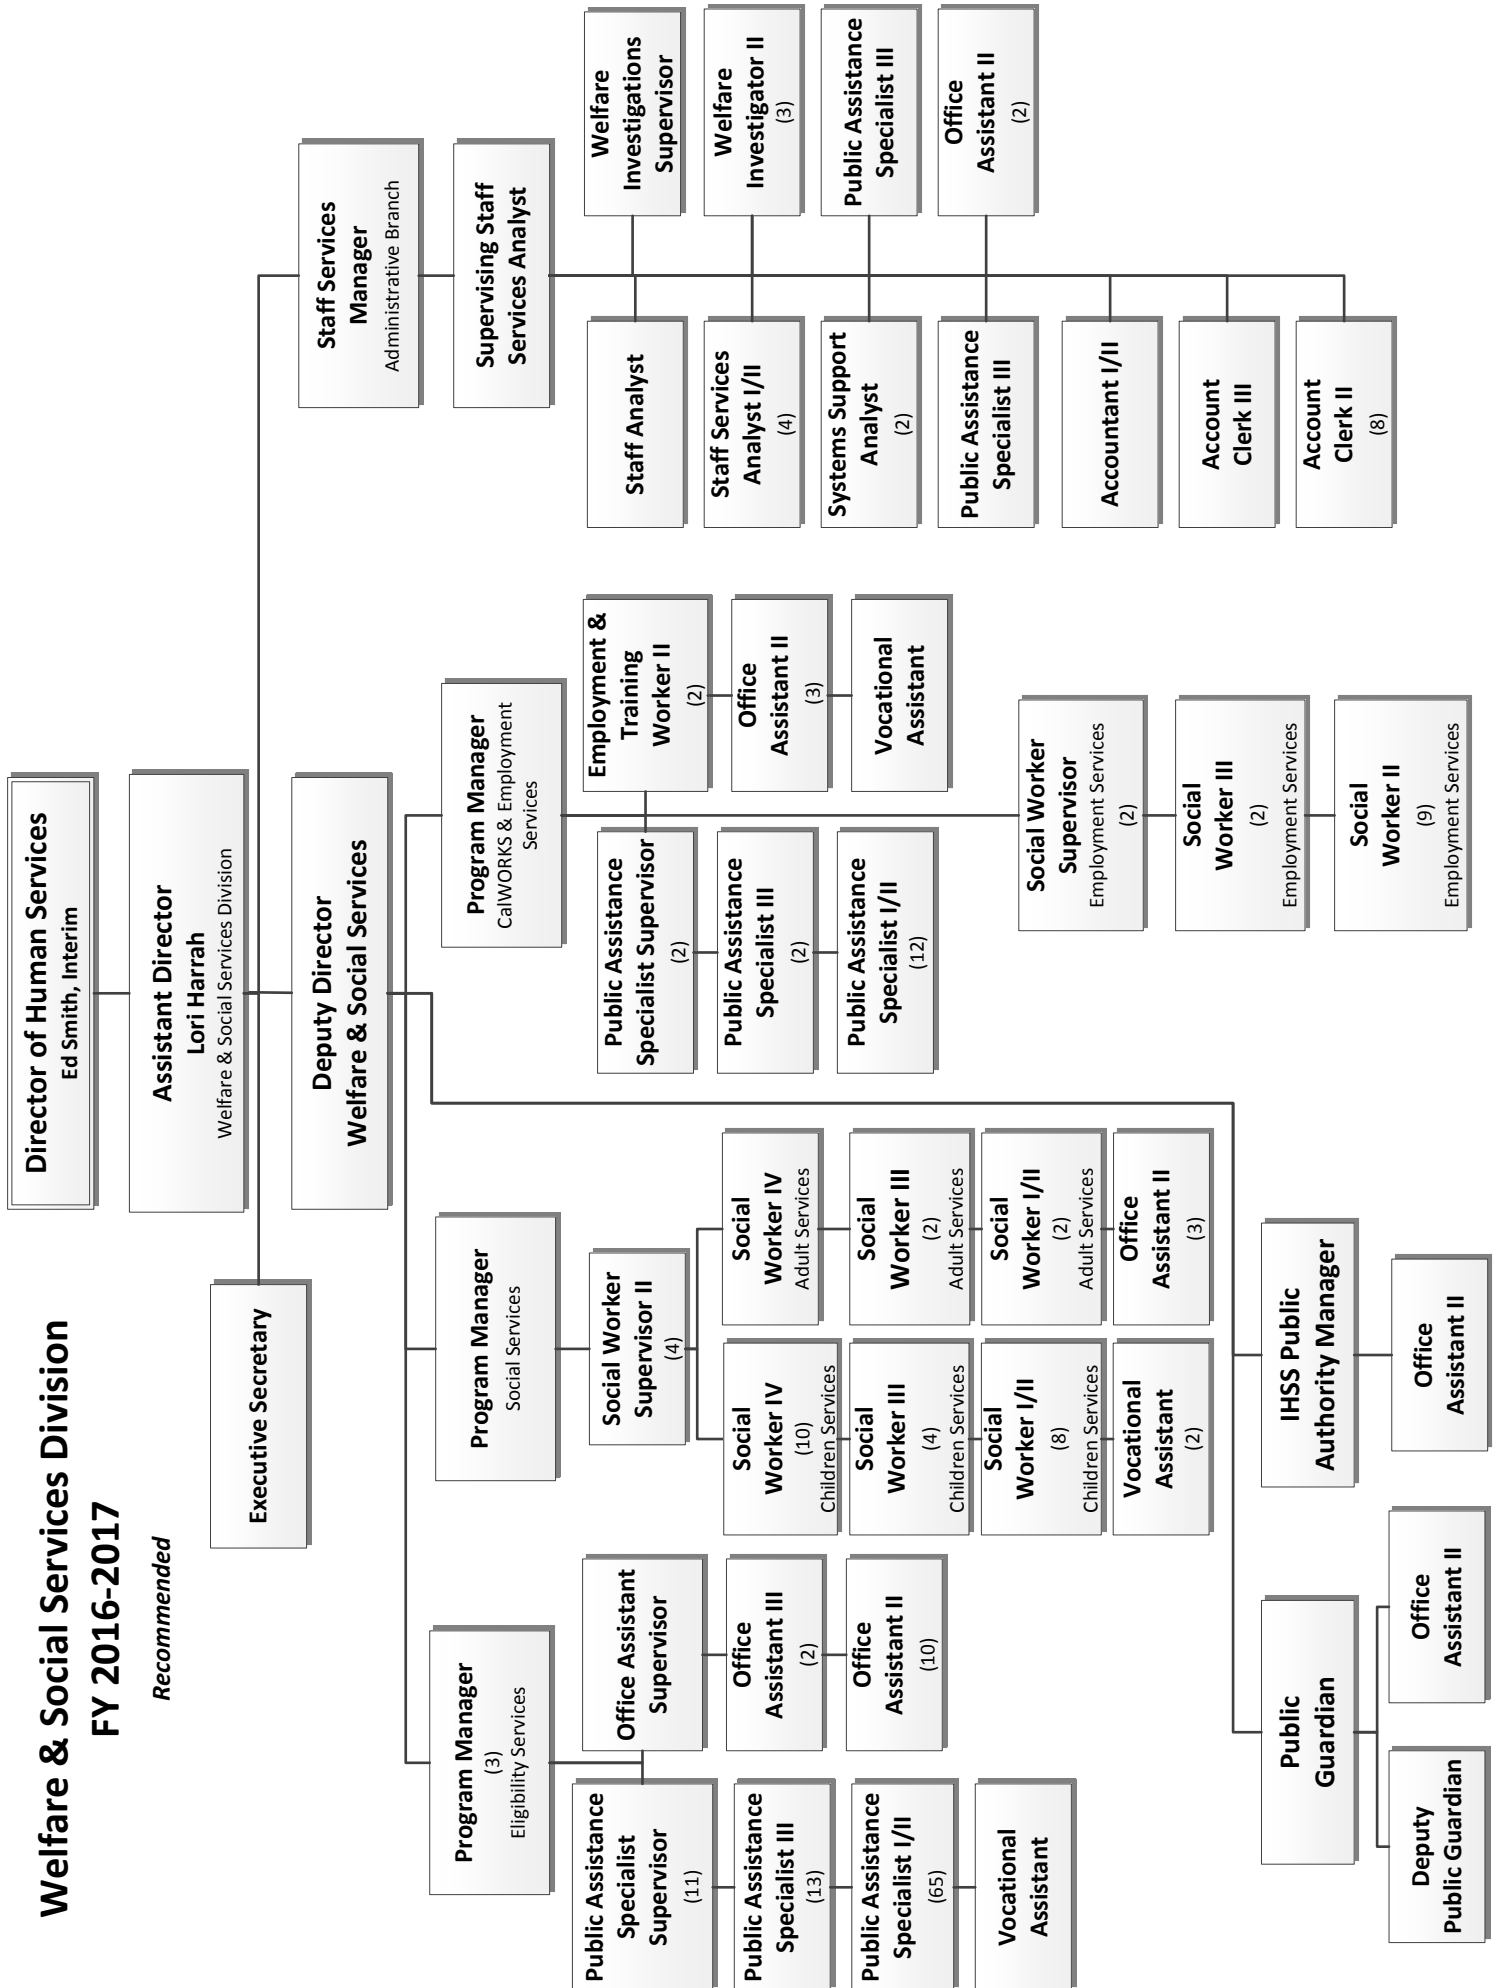 Welfare & Social Services Division
FY 2016-2017
Recommended
Director of Human Services
Ed Smith, Interim
Assistant Director
Lori Harrah
Welfare & Social Services Division
Executive Secretary
Deputy Director
Welfare & Social Services
Staff Services
Manager
Administrative Branch
Supervising Staff
Services Analyst
Program Manager
(3)
Eligibility Services
Public Assistance
Specialist
Supervisor
(11)
Public Assistance
Specialist III
(13)
Public Assistance
Specialist I/II
(65)
Vocational
Assistant
Office Assistant
Supervisor
Office
Assistant III
(2)
Office
Assistant II
(10)
Program Manager
Social Services
Social Worker
Supervisor II
(4)
Social
Worker IV
(10)
Children Services
Social
Worker III
(4)
Children Services
Social
Worker I/II
(8)
Children Services
Vocational
Assistant
(2)
Social
Worker IV
Adult Services
Social
Worker III
(2)
Adult Services
Social
Worker I/II
(2)
Adult Services
Office
Assistant II
(3)
Program Manager
CalWORKS & Employment
Services
Public Assistance
Specialist Supervisor
(2)
Public Assistance
Specialist III
(2)
Public Assistance
Specialist I/II
(12)
Employment &
Training
Worker II
(2)
Office
Assistant II
(3)
Vocational
Assistant
Social Worker
Supervisor
Employment Services
(2)
Social
Worker III
(2)
Employment Services
Social
Worker II
(9)
Employment Services
Staff Analyst
Staff Services
Analyst I/II
(4)
Systems Support
Analyst
(2)
Public Assistance
Specialist III
Accountant I/II
Account
Clerk III
Account
Clerk II
(8)
Welfare
Investigations
Supervisor
Welfare
Investigator II
(3)
Public Assistance
Specialist III
Office
Assistant II
(2)
Public
Guardian
Deputy
Public Guardian
Office
Assistant II
IHSS Public
Authority Manager
Office
Assistant II